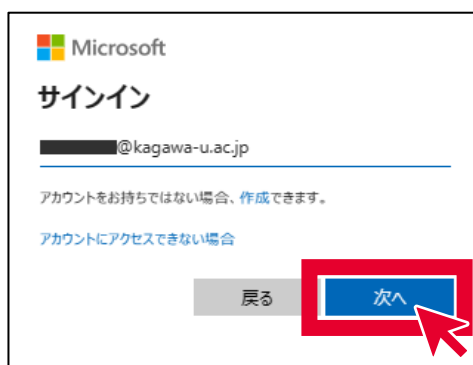 Microsoft
サインイン
@kagawa-u.ac.jp
アカウントをお持ちではない場合、作成できます。
アカウントにアクセスできない場合
戻る
次へ